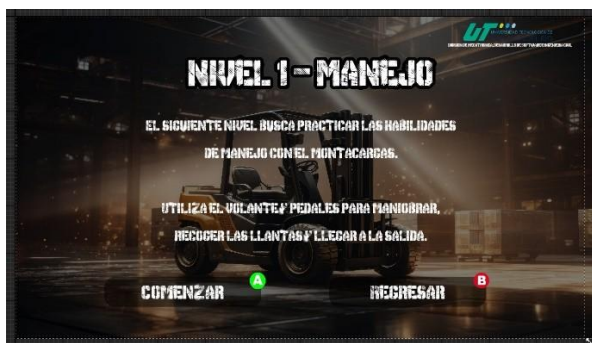 UT
NIVEL 1 - MANEJO
EL SIGUIENTE NIVEL BUSCA PRACTICAR LAS HABILIDADES
DE MANEJO CON EL MONTACARGAS.
UTILIZA EL VOLANTE Y PEDALES PARA MANIOBRAR,
RECOGER LAS LLANTAS Y LLEGAR A LA SALIDA.
COMENZAR A REGRESAR B